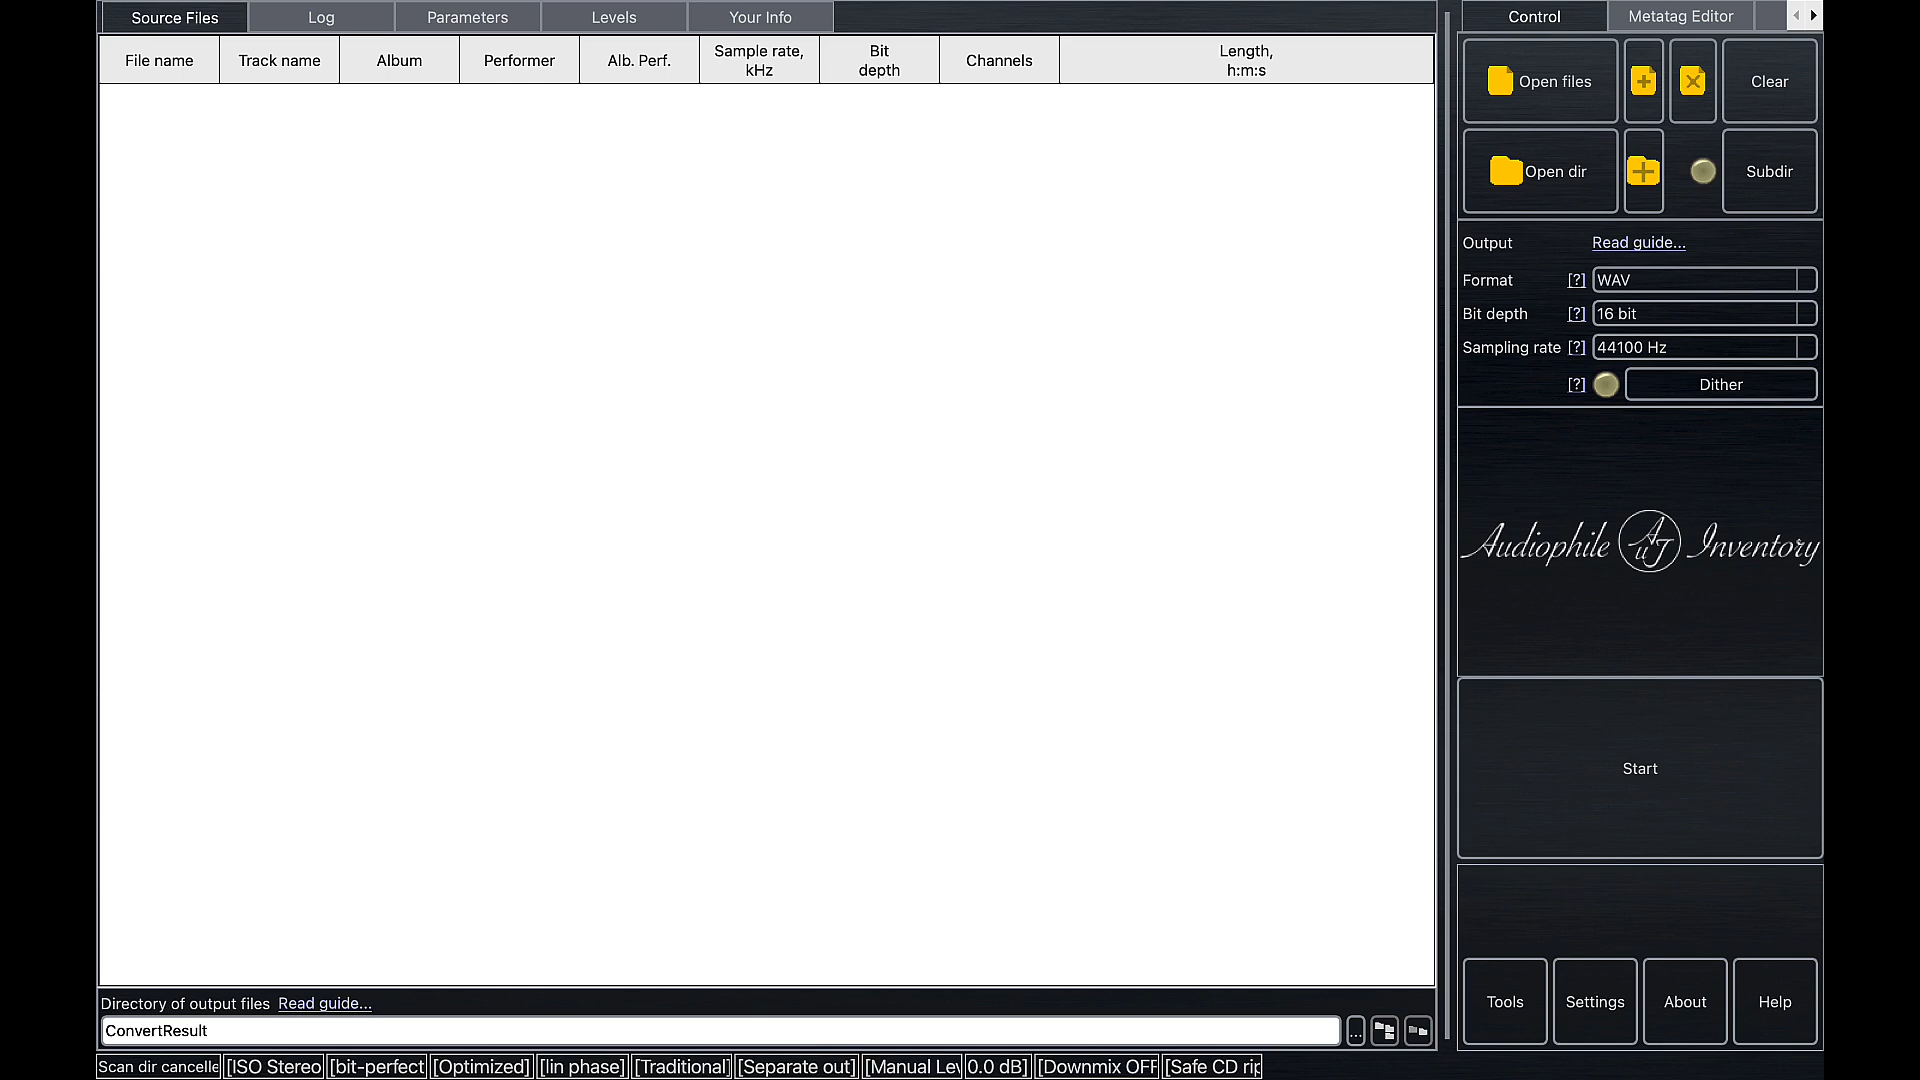 Source Files
Log
Parameters
Levels
Your Info
Control
Metatag Editor
File name
Track name
Album
Performer
Alb. Perf.
Sample rate,
kHz
Bit
depth
Channels
Length,
h:m:s
Open files
Clear
Open dir
Subdir
Output
Read guide...
Format
[?]
WAV
Bit depth
[?]
16 bit
Sampling rate
[?]
44100 Hz
[?]
Dither
Audiophile AuI Inventory
Start
Tools
Settings
About
Help
Directory of output files
Read guide...
ConvertResult
...
Scan dir cancelle
[ISO Stereo
[bit-perfect
[Optimized]
[lin phase]
[Traditional]
[Separate out]
[Manual Lev
0.0 dB]
[Downmix OFF
[Safe CD rip